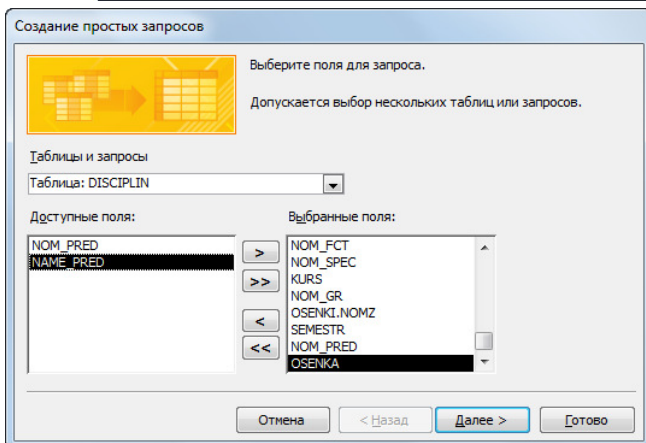 Создание простых запросов
Выберите поля для запроса.
Допускается выбор нескольких таблиц или запросов.
Таблицы и запросы
Таблица: DISCIPLIN
Доступные поля:
Выбранные поля:
NOM_PRED
NAME_PRED
>
>>
<
<<
NOM_FCT
NOM_SPEC
KURS
NOM_GR
OSENKI.NOMZ
SEMESTR
NOM_PRED
OSENKA
Отмена
< Назад
Далее >
Готово